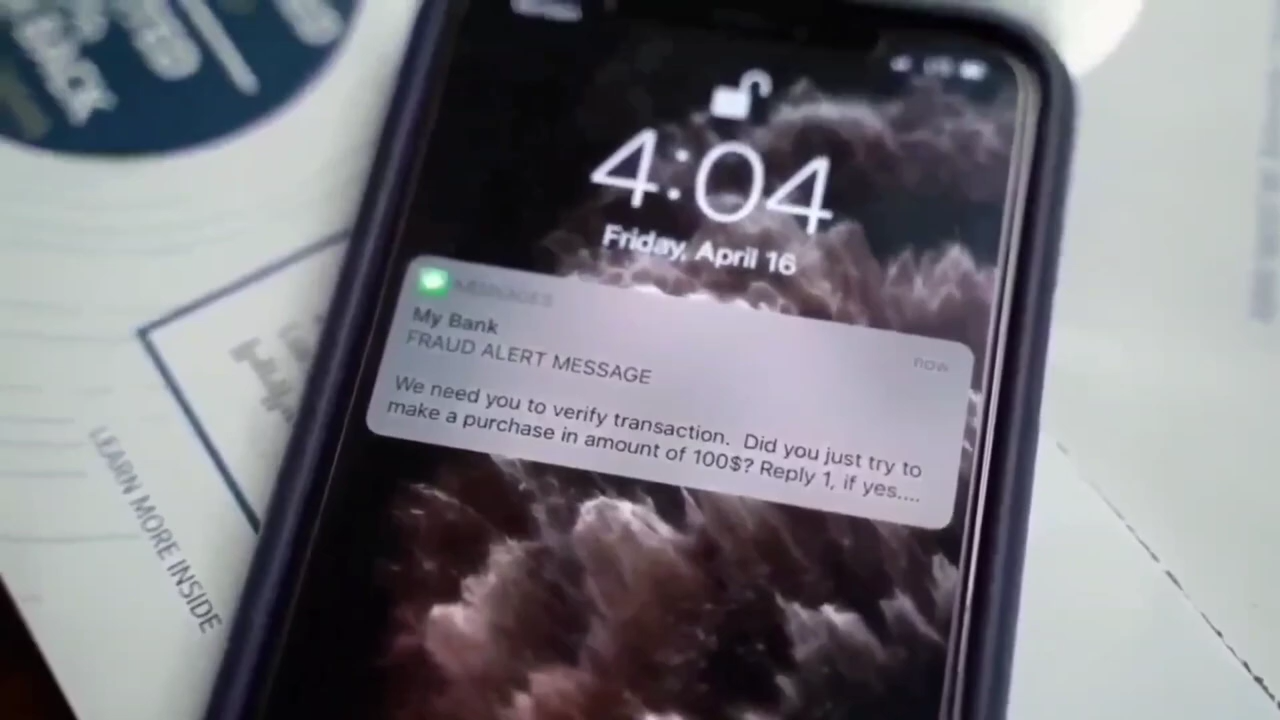 4:04
Friday, April 16
MESSAGES
now
My Bank
FRAUD ALERT MESSAGE
We need you to verify transaction. Did you just try to
make a purchase in amount of 100$? Reply 1, if yes....
LEARN MORE INSIDE